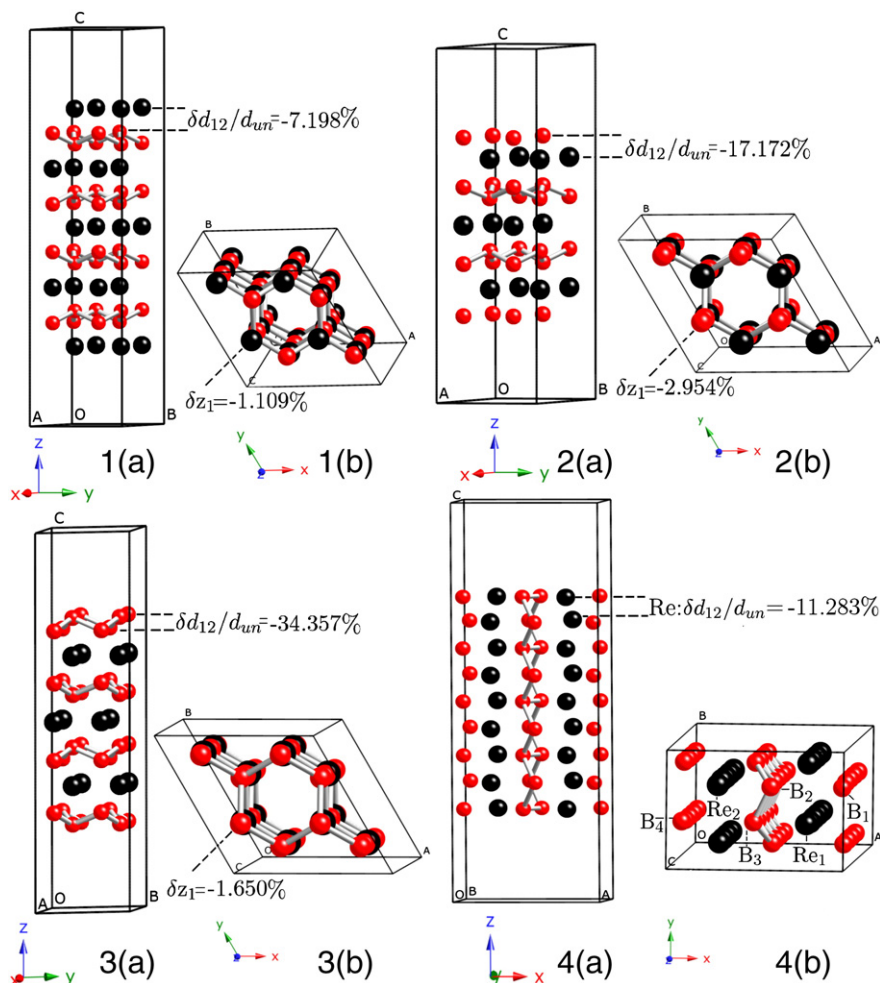 C
δd12/dun=-7.198%
B
A
C
O
δz1=-1.109%
A
O
B
z
x
y
1(a)
y
z
x
1(b)
C
δd12/dun=-17.172%
B
A
C
O
δz1=-2.954%
A
O
B
z
x
y
2(a)
y
z
x
2(b)
C
δd12/dun=-34.357%
B
A
C
O
δz1=-1.650%
A
O
B
z
x
y
3(a)
y
z
x
3(b)
C
Re:δd12/dun = -11.283%
B
B2
Re2
B1
B4
O
A
C
B3
Re1
O
B
A
z
y
x
4(a)
y
z
x
4(b)